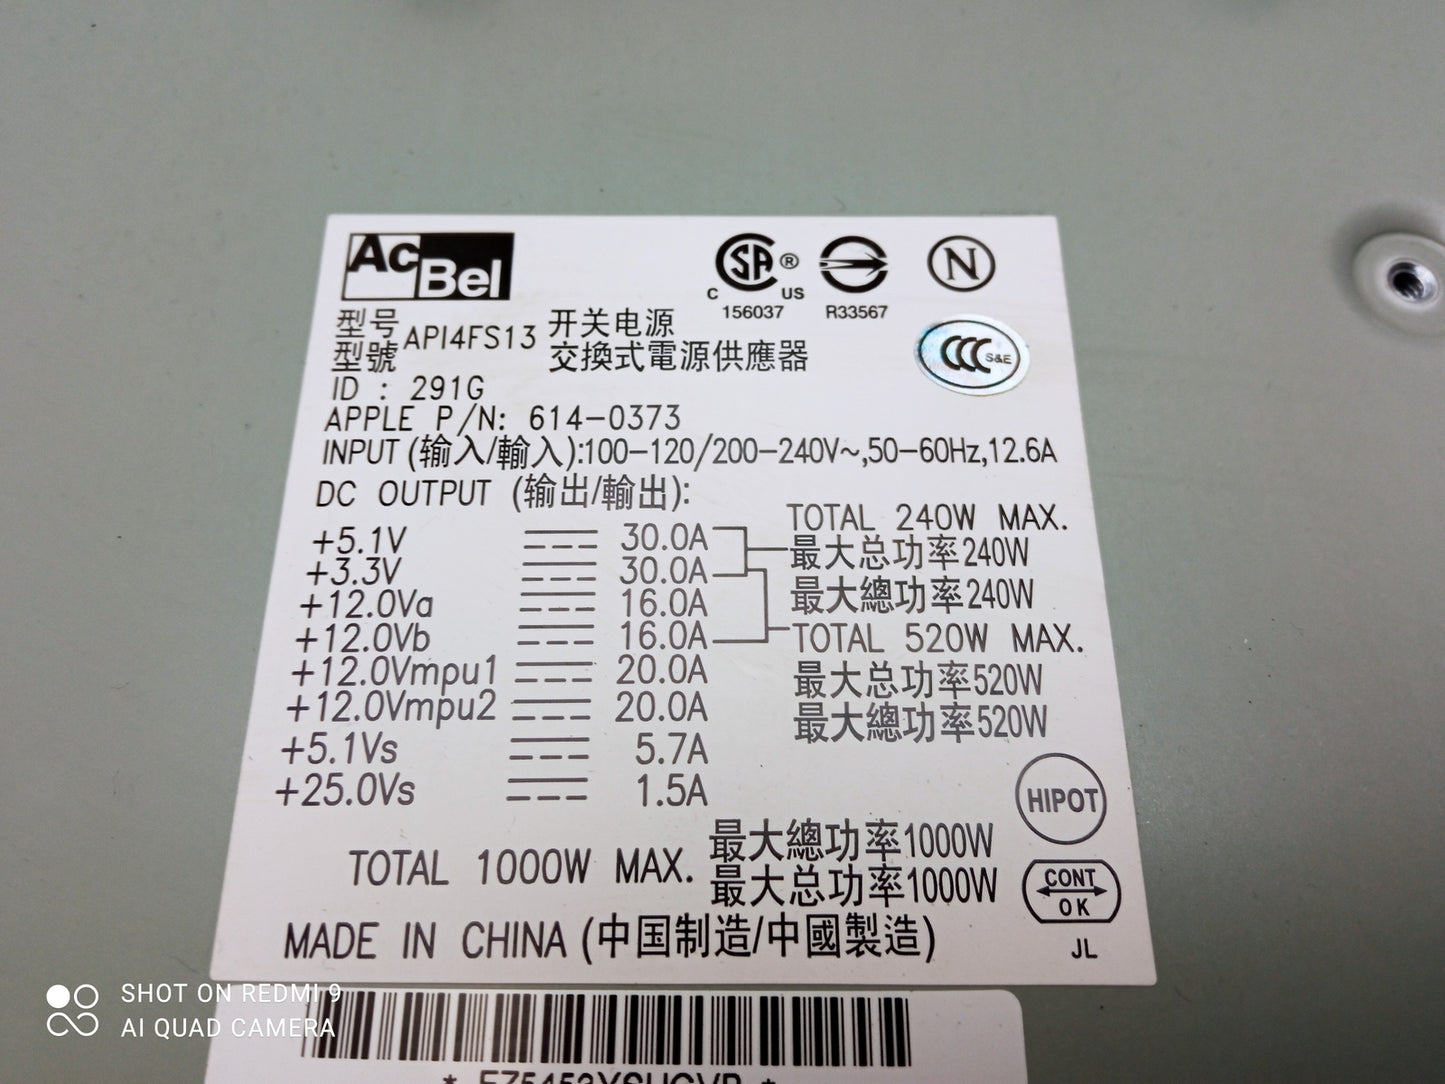 AcBel
CSA ® C US 156037
R33567
N
CCC S&E
型号 API4FS13 开关电源
型號 交換式電源供應器
ID : 291G
APPLE P/N: 614-0373
INPUT (输入/輸入):100-120/200-240V~,50-60Hz,12.6A
DC OUTPUT (输出/輸出):
+5.1V 30.0A TOTAL 240W MAX.
+3.3V 30.0A 最大总功率240W
+12.0Va 16.0A 最大總功率240W
+12.0Vb 16.0A TOTAL 520W MAX.
+12.0Vmpu1 20.0A 最大总功率520W
+12.0Vmpu2 20.0A 最大總功率520W
+5.1Vs 5.7A
+25.0Vs 1.5A
HIPOT
最大總功率1000W
TOTAL 1000W MAX.
最大总功率1000W
CONT
OK
MADE IN CHINA (中国制造/中國製造)
JL
SHOT ON REDMI 9
AI QUAD CAMERA